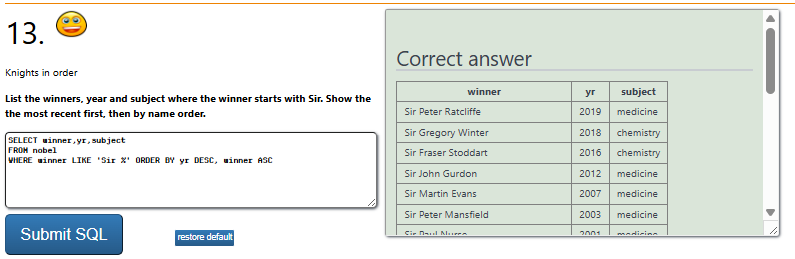 13.
Knights in order
List the winners, year and subject where the winner starts with Sir. Show the
the most recent first, then by name order.
SELECT winner,yr,subject
FROM nobel
WHERE winner LIKE 'Sir %' ORDER BY yr DESC, winner ASC
Submit SQL
restore default
Correct answer
winner yr subject
Sir Peter Ratcliffe 2019 medicine
Sir Gregory Winter 2018 chemistry
Sir Fraser Stoddart 2016 chemistry
Sir John Gurdon 2012 medicine
Sir Martin Evans 2007 medicine
Sir Peter Mansfield 2003 medicine
Sir Paul Nurse 2001 medicine